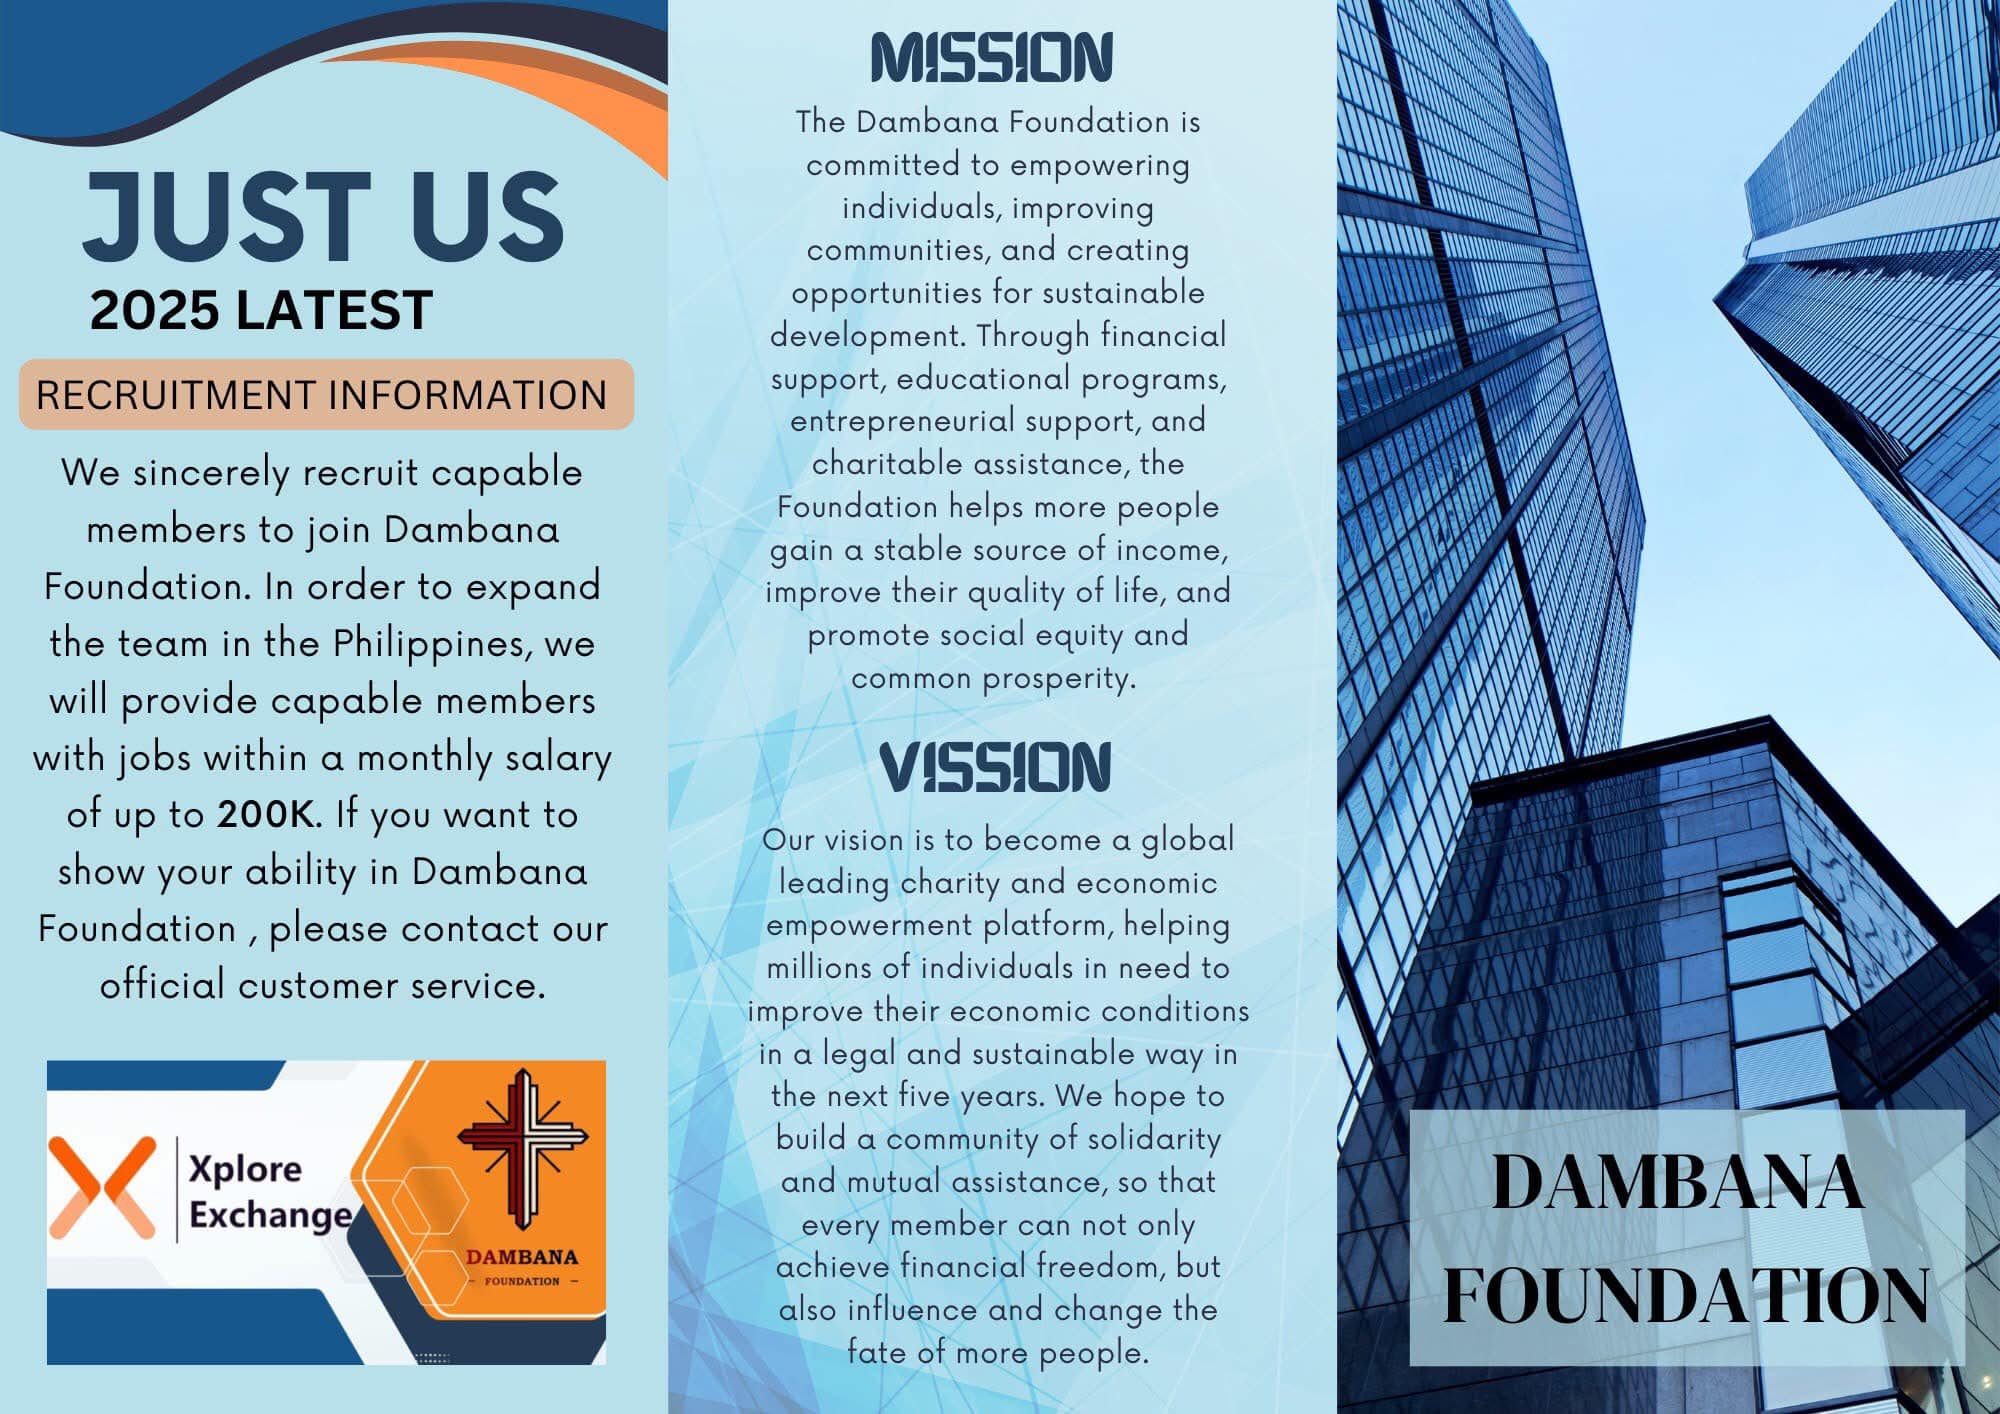 JUST US
2025 LATEST
RECRUITMENT INFORMATION
We sincerely recruit capable
members to join Dambana
Foundation. In order to expand
the team in the Philippines, we
will provide capable members
with jobs within a monthly salary
of up to 200K. If you want to
show your ability in Dambana
Foundation , please contact our
official customer service.
Xplore
Exchange
DAMBANA
- FOUNDATION -
MISSION
The Dambana Foundation is
committed to empowering
individuals, improving
communities, and creating
opportunities for sustainable
development. Through financial
support, educational programs,
entrepreneurial support, and
charitable assistance, the
Foundation helps more people
gain a stable source of income,
improve their quality of life, and
promote social equity and
common prosperity.
VISSION
Our vision is to become a global
leading charity and economic
empowerment platform, helping
millions of individuals in need to
improve their economic conditions
in a legal and sustainable way in
the next five years. We hope to
build a community of solidarity
and mutual assistance, so that
every member can not only
achieve financial freedom, but
also influence and change the
fate of more people.
DAMBANA
FOUNDATION